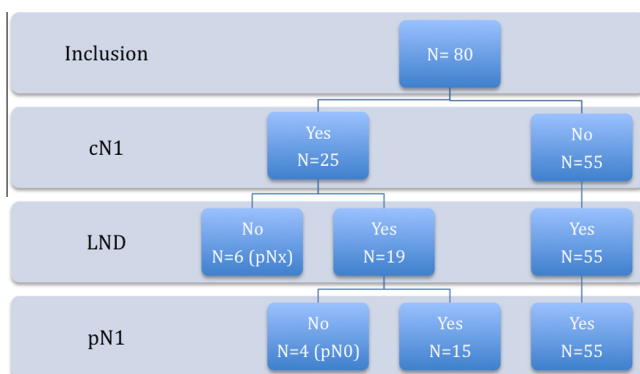 Inclusion
N= 80
cN1
Yes
N=25
No
N=55
LND
No
N=6 (pNx)
Yes
N=19
Yes
N=55
pN1
No
N=4 (pN0)
Yes
N=15
Yes
N=55